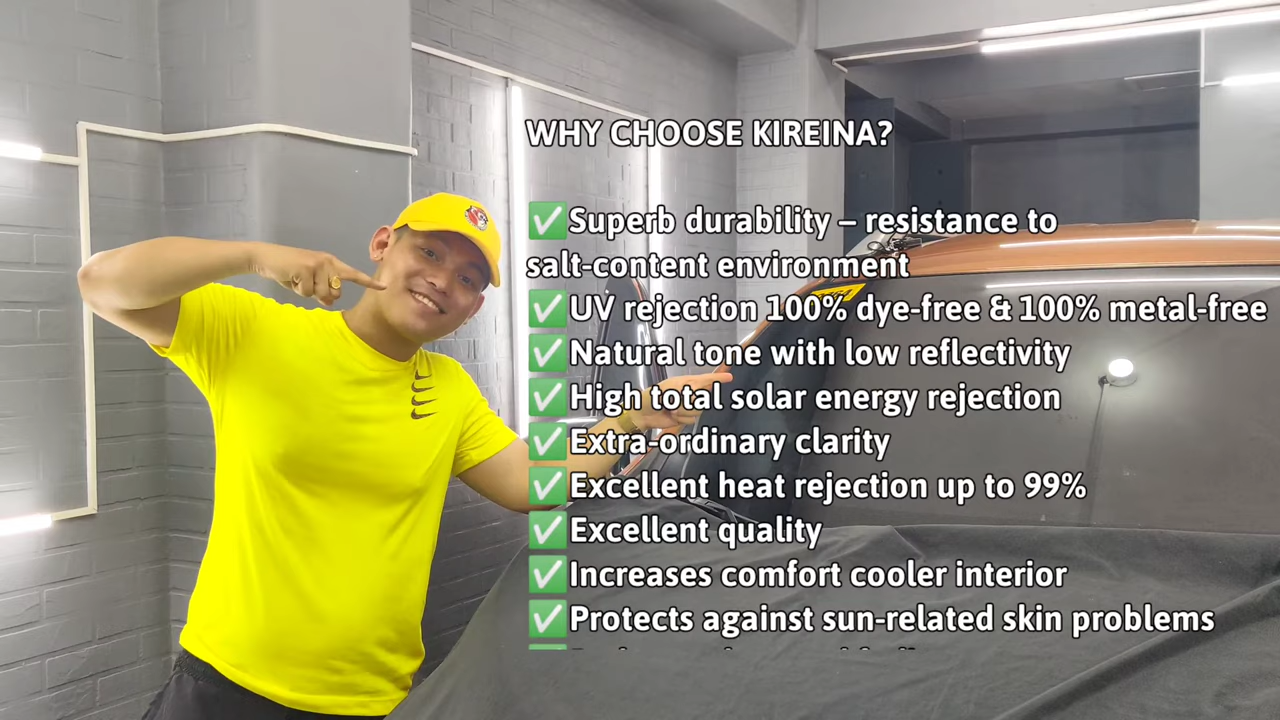 WHY CHOOSE KIREINA?
✅Superb durability – resistance to
salt-content environment
✅UV rejection 100% dye-free & 100% metal-free
✅Natural tone with low reflectivity
✅High total solar energy rejection
✅Extra-ordinary clarity
✅Excellent heat rejection up to 99%
✅Excellent quality
✅Increases comfort cooler interior
✅Protects against sun-related skin problems